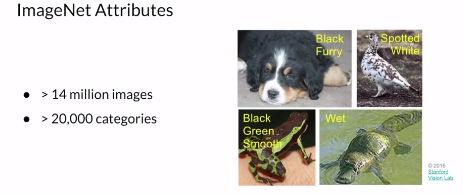 ImageNet Attributes
● > 14 million images
● > 20,000 categories
Black
Furry
Spotted
White
Black
Green
Smooth
Wet
© 2016
Stanford
Vision Lab